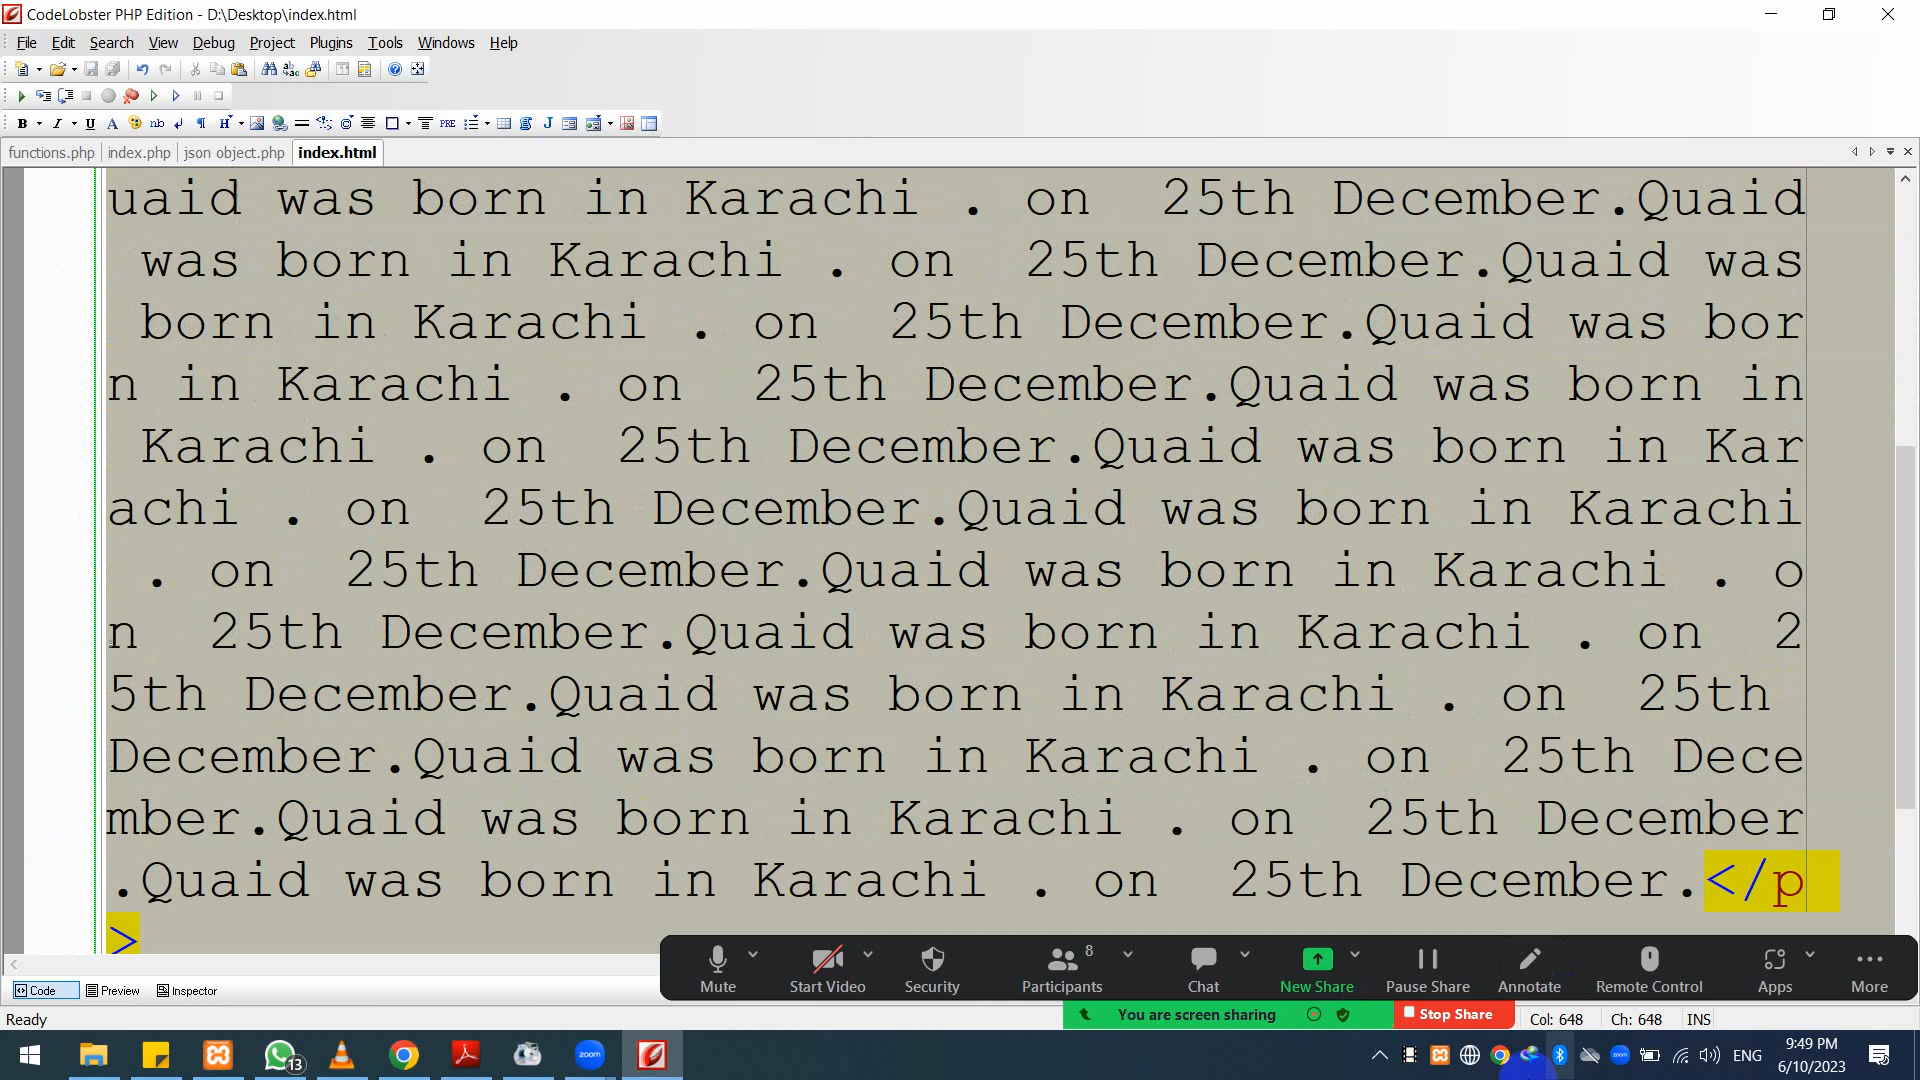 CodeLobster PHP Edition - D:\Desktop\index.html
File Edit Search View Debug Project Plugins Tools Windows Help
B I U A nb ¶ H PRE J
functions.php index.php json object.php index.html
uaid was born in Karachi . on  25th December.Quaid
 was born in Karachi . on  25th December.Quaid was
 born in Karachi . on  25th December.Quaid was bor
n in Karachi . on  25th December.Quaid was born in
 Karachi . on  25th December.Quaid was born in Kar
achi . on  25th December.Quaid was born in Karachi
 . on  25th December.Quaid was born in Karachi . o
n  25th December.Quaid was born in Karachi . on  2
5th December.Quaid was born in Karachi . on  25th
December.Quaid was born in Karachi . on  25th Dece
mber.Quaid was born in Karachi . on  25th December
.Quaid was born in Karachi . on  25th December.</p
>
8
Mute Start Video Security Participants Chat New Share Pause Share Annotate Remote Control Apps More
Code Preview Inspector
You are screen sharing Stop Share
Ready Col: 648 Ch: 648 INS
13 zoom ENG 9:49 PM
6/10/2023